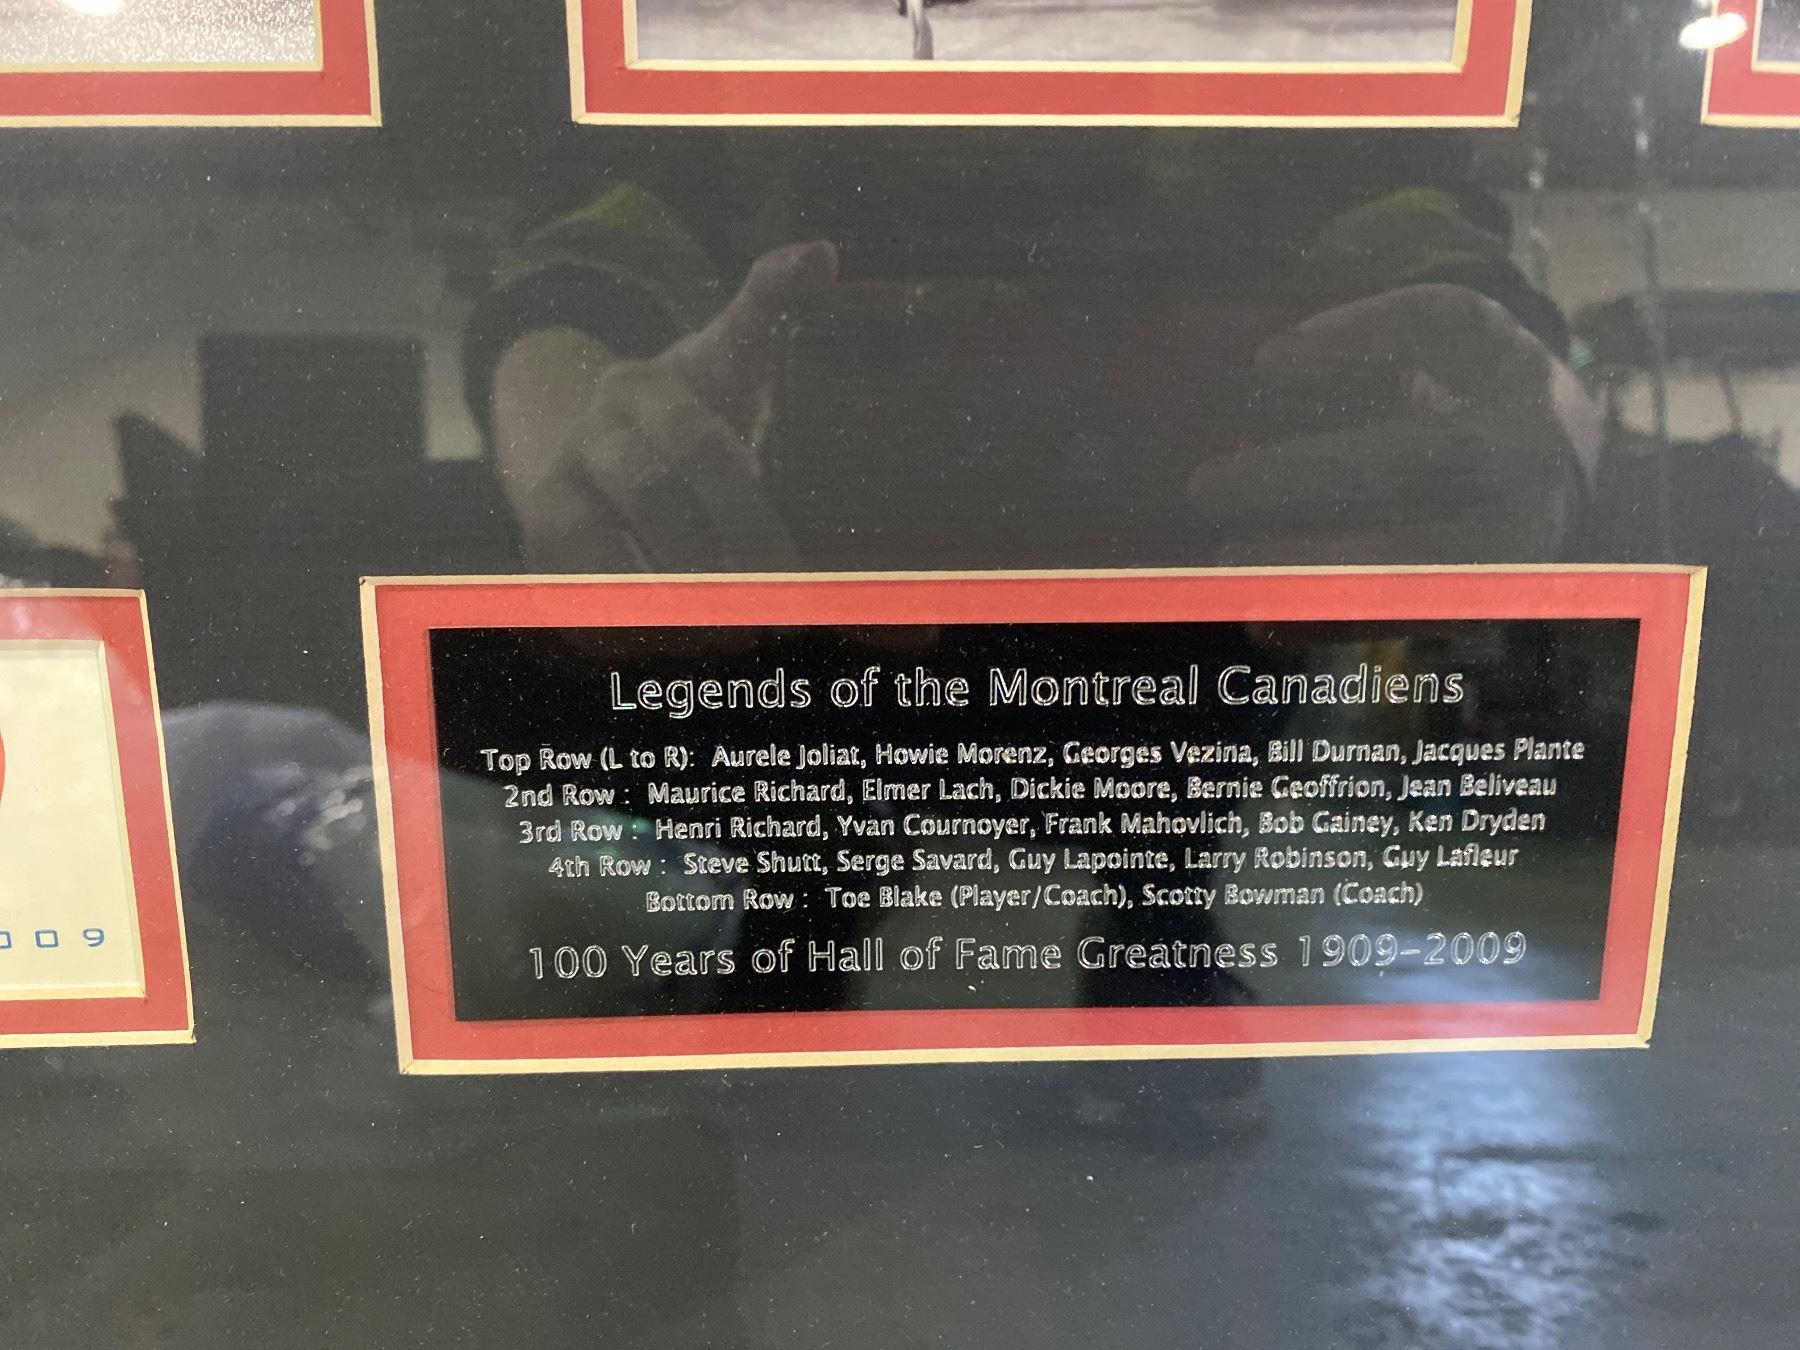 Legends of the Montreal Canadiens
Top Row (L to R): Aurele Joliat, Howie Morenz, Georges Vezina, Bill Durnan, Jacques Plante
2nd Row : Maurice Richard, Elmer Lach, Dickie Moore, Bernie Geoffrion, Jean Beliveau
3rd Row : Henri Richard, Yvan Cournoyer, Frank Mahovlich, Bob Gainey, Ken Dryden
4th Row : Steve Shutt, Serge Savard, Guy Lapointe, Larry Robinson, Guy Lafleur
Bottom Row : Toe Blake (Player/Coach), Scotty Bowman (Coach)
100 Years of Hall of Fame Greatness 1909-2009
009